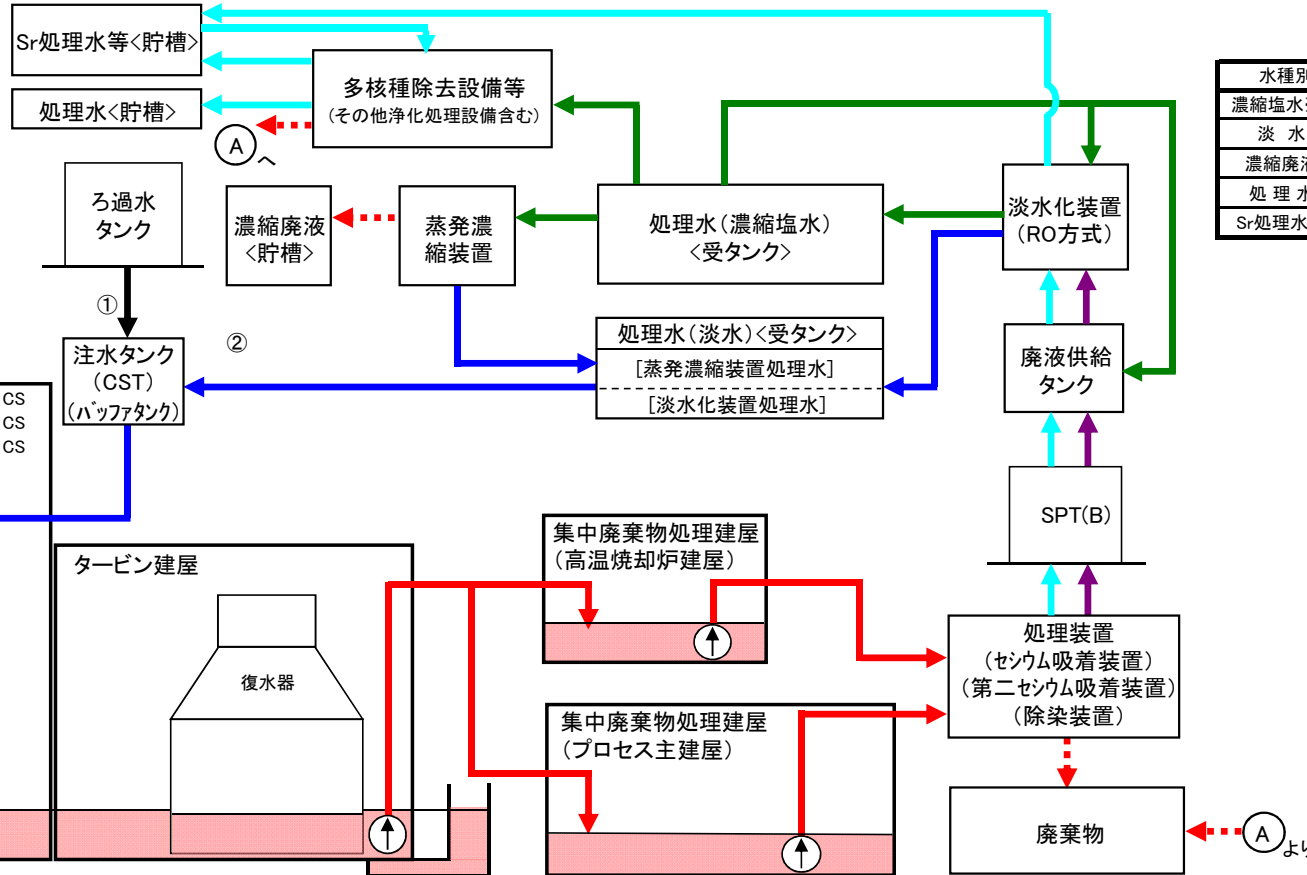 Sr処理水等<貯槽>
処理水<貯槽>
多核種除去設備等
(その他浄化処理設備含む)
A
へ
水種別
濃縮塩水
淡 水
濃縮廃液
処 理 水
Sr処理水
ろ過水
タンク
濃縮廃液
<貯槽>
蒸発濃
縮装置
処理水(濃縮塩水)
<受タンク>
淡水化装置
(RO方式)
①
②
注水タンク
(CST)
(バッファタンク)
処理水(淡水)<受タンク>
[蒸発濃縮装置処理水]
[淡水化装置処理水]
廃液供給
タンク
CS
CS
CS
SPT(B)
タービン建屋
復水器
集中廃棄物処理建屋
(高温焼却炉建屋)
集中廃棄物処理建屋
(プロセス主建屋)
処理装置
(セシウム吸着装置)
(第二セシウム吸着装置)
(除染装置)
廃棄物
A
より